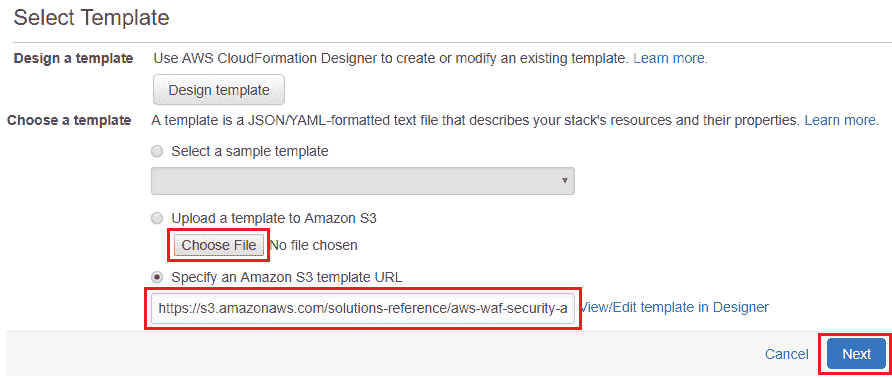 Select Template
Design a template Use AWS CloudFormation Designer to create or modify an existing template. Learn more.
Design template
Choose a template A template is a JSON/YAML-formatted text file that describes your stack's resources and their properties. Learn more.
Select a sample template
Upload a template to Amazon S3
Choose File No file chosen
Specify an Amazon S3 template URL
https://s3.amazonaws.com/solutions-reference/aws-waf-security-a View/Edit template in Designer
Cancel Next